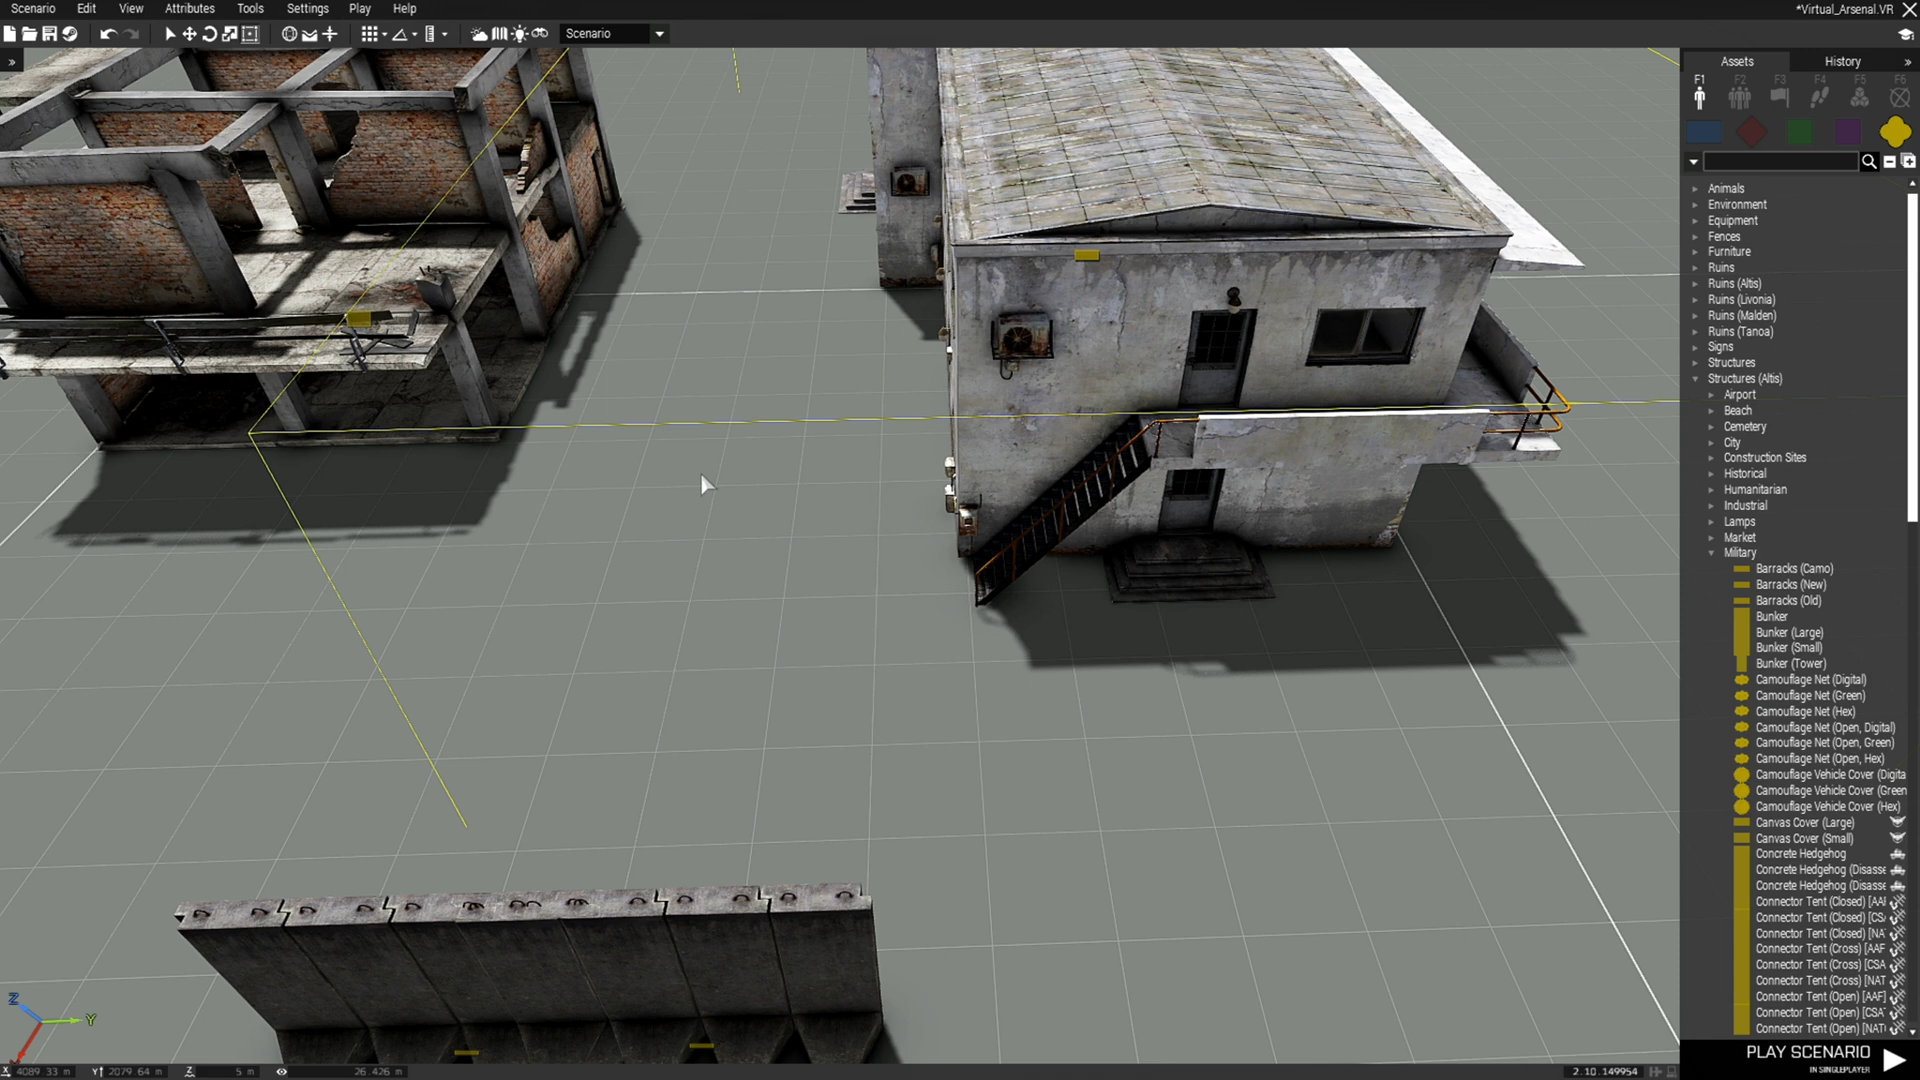 Scenario Edit View Attributes Tools Settings Play Help
*Virtual_Arsenal.VR
Scenario
Assets History
F1 F2 F3 F4 F5 F6
Animals
Environment
Equipment
Fences
Furniture
Ruins
Ruins (Altis)
Ruins (Livonia)
Ruins (Malden)
Ruins (Tanoa)
Signs
Structures
Structures (Altis)
Airport
Beach
Cemetery
City
Construction Sites
Historical
Humanitarian
Industrial
Lamps
Market
Military
Barracks (Camo)
Barracks (New)
Barracks (Old)
Bunker
Bunker (Large)
Bunker (Small)
Bunker (Tower)
Camouflage Net (Digital)
Camouflage Net (Green)
Camouflage Net (Hex)
Camouflage Net (Open, Digital)
Camouflage Net (Open, Green)
Camouflage Net (Open, Hex)
Camouflage Vehicle Cover (Digita
Camouflage Vehicle Cover (Green
Camouflage Vehicle Cover (Hex)
Canvas Cover (Large)
Canvas Cover (Small)
Concrete Hedgehog
Concrete Hedgehog (Disasse
Concrete Hedgehog (Disasse
Connector Tent (Closed) [AAF
Connector Tent (Closed) [CSA
Connector Tent (Closed) [NAT
Connector Tent (Cross) [AAF
Connector Tent (Cross) [CSA
Connector Tent (Cross) [NAT
Connector Tent (Open) [AAF]
Connector Tent (Open) [CSA
Connector Tent (Open) [NAT
PLAY SCENARIO
IN SINGLEPLAYER
Z
Y
X 4089.33 m Y 2079.64 m Z 5 m 26.426 m
2.10.149954